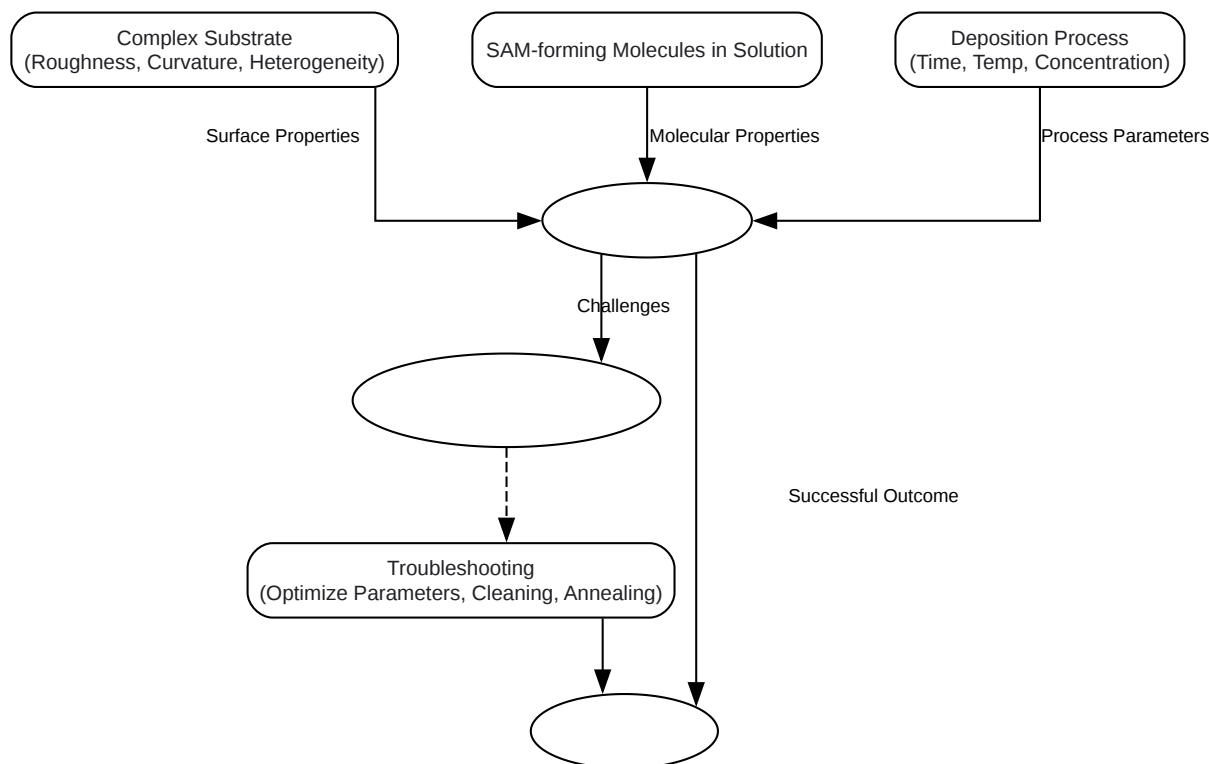 Complex Substrate
(Roughness, Curvature, Heterogeneity)
SAM-forming Molecules in Solution
Deposition Process
(Time, Temp, Concentration)
Surface Properties
Molecular Properties
Process Parameters
Challenges
Successful Outcome
Troubleshooting
(Optimize Parameters, Cleaning, Annealing)